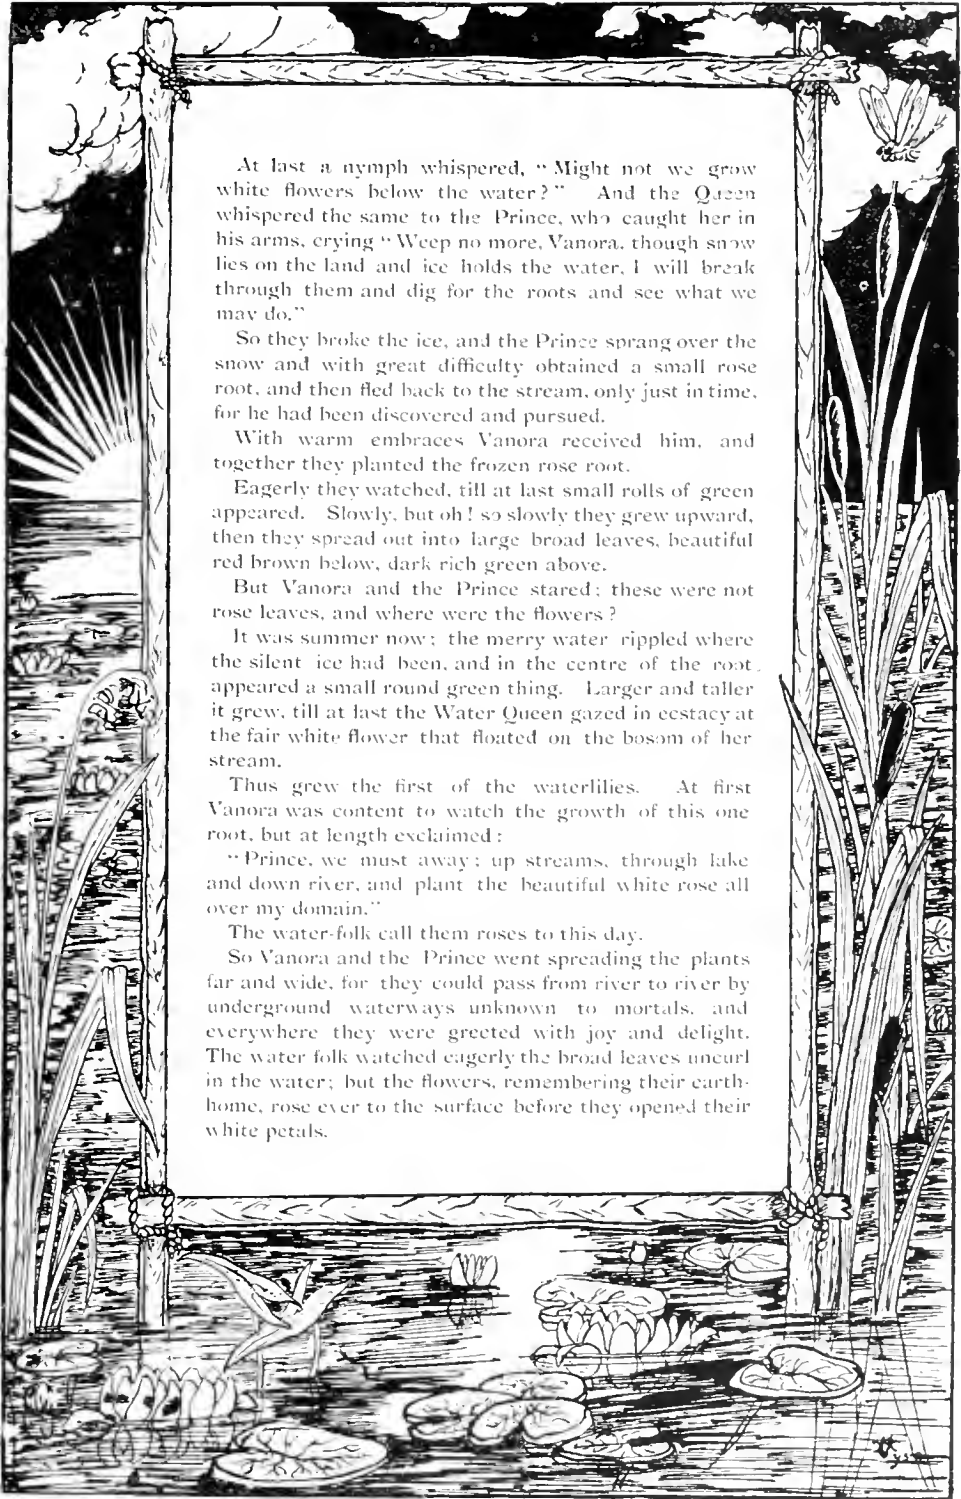 At last a nymph whispered, “Might not we grow
white flowers below the water?” And the Queen
whispered the same to the Prince, who caught her in
his arms, crying “Weep no more, Vanora, though snow
lies on the land and ice holds the water, I will break
through them and dig for the roots and see what we
may do.”
So they broke the ice, and the Prince sprang over the
snow and with great difficulty obtained a small rose
root, and then fled back to the stream, only just in time,
for he had been discovered and pursued.
With warm embraces Vanora received him, and
together they planted the frozen rose root.
Eagerly they watched, till at last small rolls of green
appeared. Slowly, but oh! so slowly they grew upward,
then they spread out into large broad leaves, beautiful
red brown below, dark rich green above.
But Vanora and the Prince stared; these were not
rose leaves, and where were the flowers?
It was summer now; the merry water rippled where
the silent ice had been, and in the centre of the root
appeared a small round green thing. Larger and taller
it grew, till at last the Water Queen gazed in ecstacy at
the fair white flower that floated on the bosom of her
stream.
Thus grew the first of the waterlilies. At first
Vanora was content to watch the growth of this one
root, but at length exclaimed:
“Prince, we must away; up streams, through lake
and down river, and plant the beautiful white rose all
over my domain.”
The water-folk call them roses to this day.
So Vanora and the Prince went spreading the plants
far and wide, for they could pass from river to river by
underground waterways unknown to mortals, and
everywhere they were greeted with joy and delight.
The water folk watched eagerly the broad leaves uncurl
in the water; but the flowers, remembering their earth-
home, rose ever to the surface before they opened their
white petals.